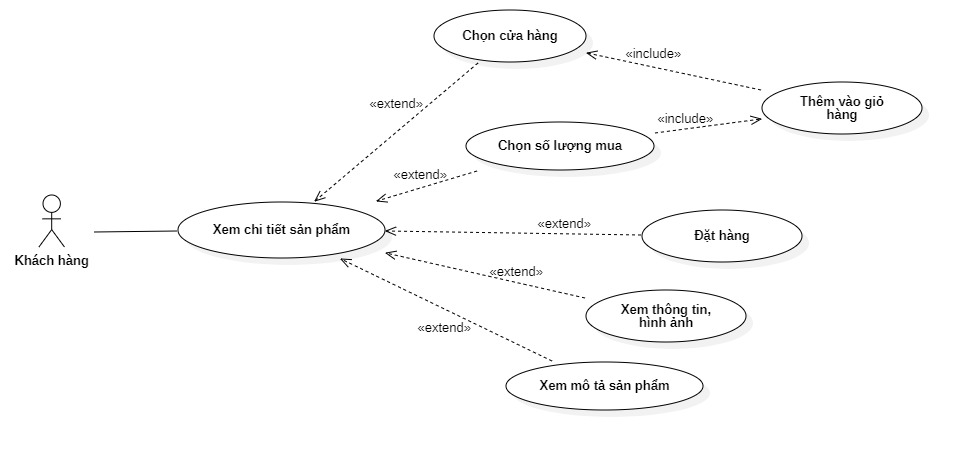 Chọn cửa hàng
«include»
Thêm vào giỏ
hàng
«extend»
«include»
Chọn số lượng mua
«extend»
Xem chi tiết sản phẩm
«extend»
Đặt hàng
Khách hàng
«extend»
Xem thông tin,
hình ảnh
«extend»
Xem mô tả sản phẩm